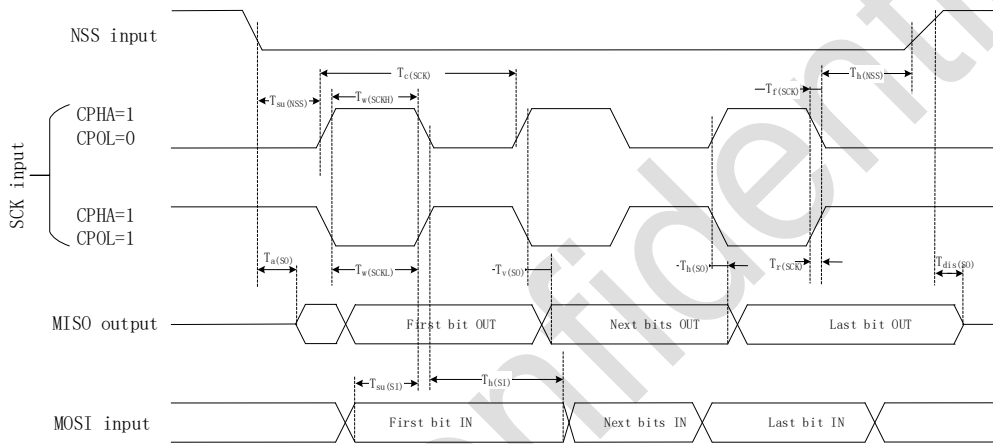 NSS input
Tc(SCK)
Th(NSS)
Tsu(NSS)
Tw(SCKH)
Tf(SCK)
SCK input
CPHA=1
CPOL=0
CPHA=1
CPOL=1
Ta(SO)
Tw(SCKL)
Tv(SO)
Th(SO)
Tr(SCK)
Tdis(SO)
MISO output
First bit OUT
Next bits OUT
Last bit OUT
Tsu(SI)
Th(SI)
MOSI input
First bit IN
Next bits IN
Last bit IN